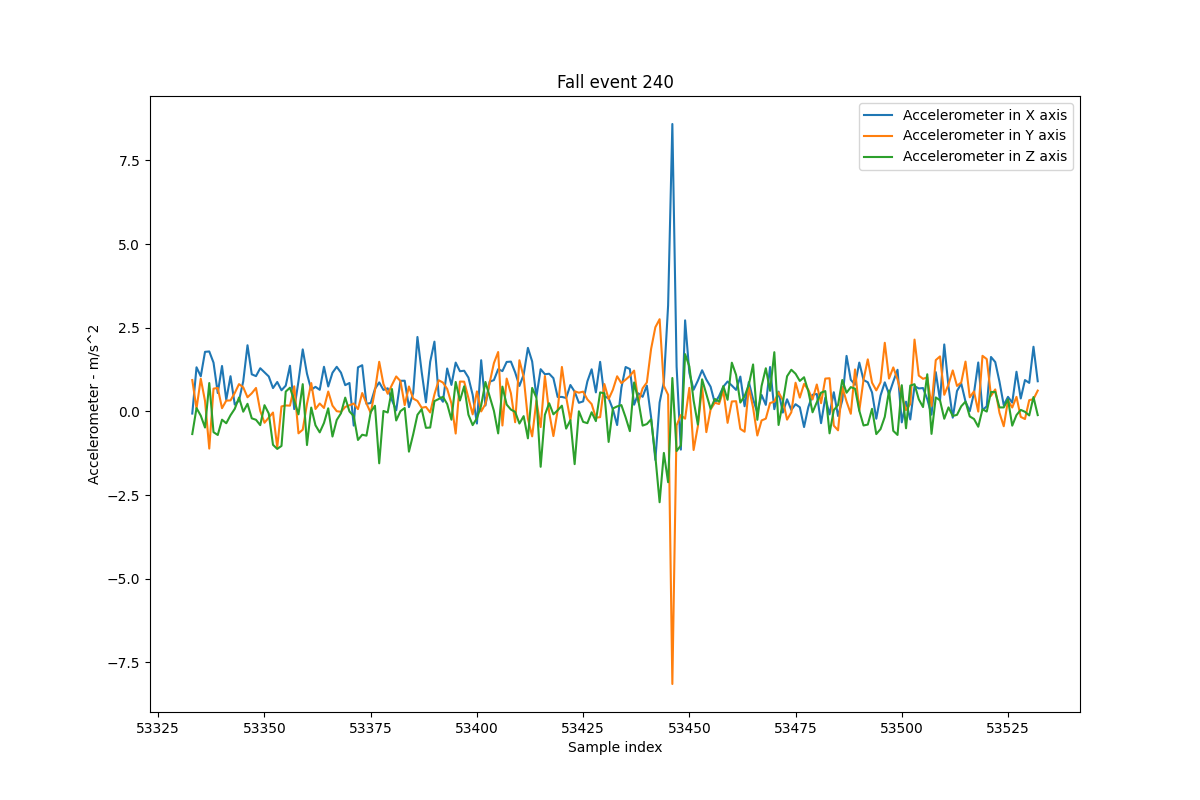 Fall event 240
Accelerometer in X axis
Accelerometer in Y axis
Accelerometer in Z axis
7.5
5.0
2.5
0.0
−2.5
−5.0
−7.5
Accelerometer - m/s^2
53325 53350 53375 53400 53425 53450 53475 53500 53525
Sample index